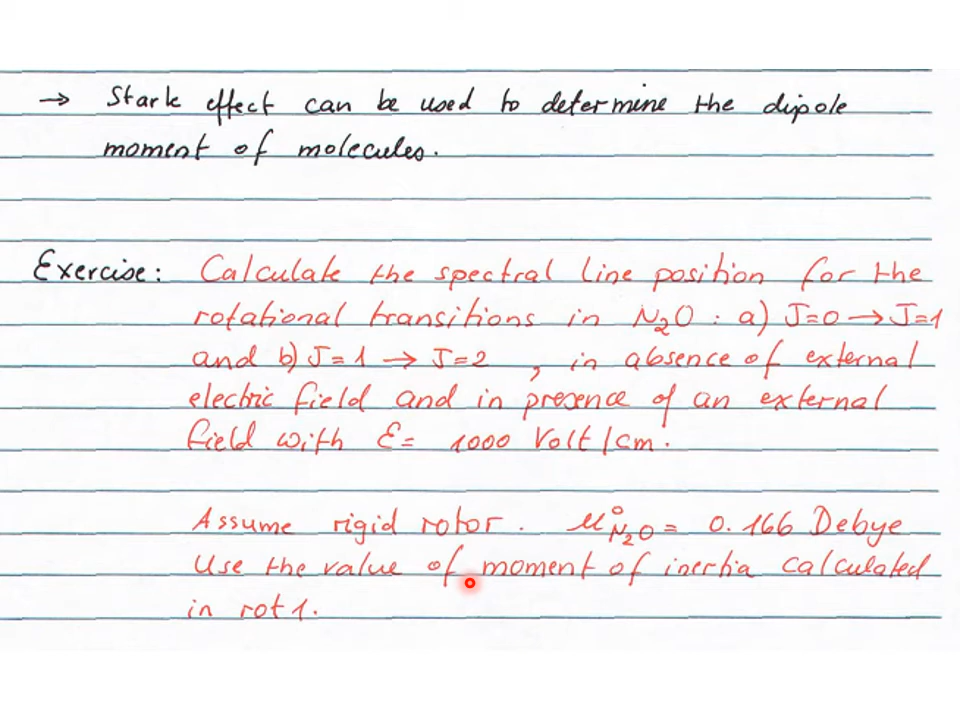 → Stark effect can be used to determine the dipole
moment of molecules.
Exercise: Calculate the spectral line position for the
rotational transitions in N₂O : a) J=0 → J=1
and b) J=1 → J=2 , in absence of external
electric field and in presence of an external
field with ℰ= 1000 Volt/cm.
Assume rigid rotor. μ°N₂O = 0.166 Debye
Use the value of moment of inertia calculated
in rot1.